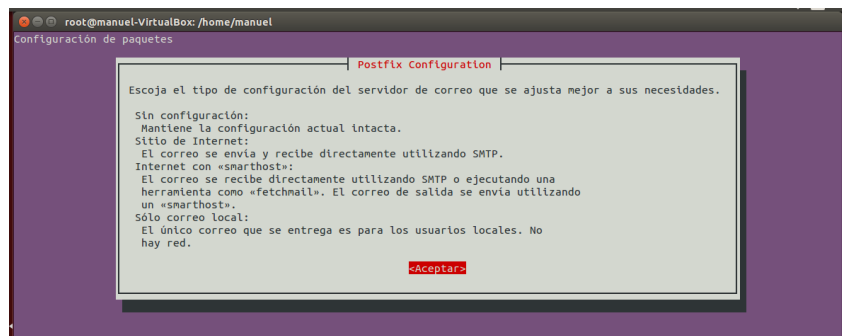 root@manuel-VirtualBox: /home/manuel
Configuración de paquetes
Postfix Configuration
Escoja el tipo de configuración del servidor de correo que se ajusta mejor a sus necesidades.
Sin configuración:
Mantiene la configuración actual intacta.
Sitio de Internet:
El correo se envía y recibe directamente utilizando SMTP.
Internet con «smarthost»:
El correo se recibe directamente utilizando SMTP o ejecutando una
herramienta como «fetchmail». El correo de salida se envía utilizando
un «smarthost».
Sólo correo local:
El único correo que se entrega es para los usuarios locales. No
hay red.
<Aceptar>